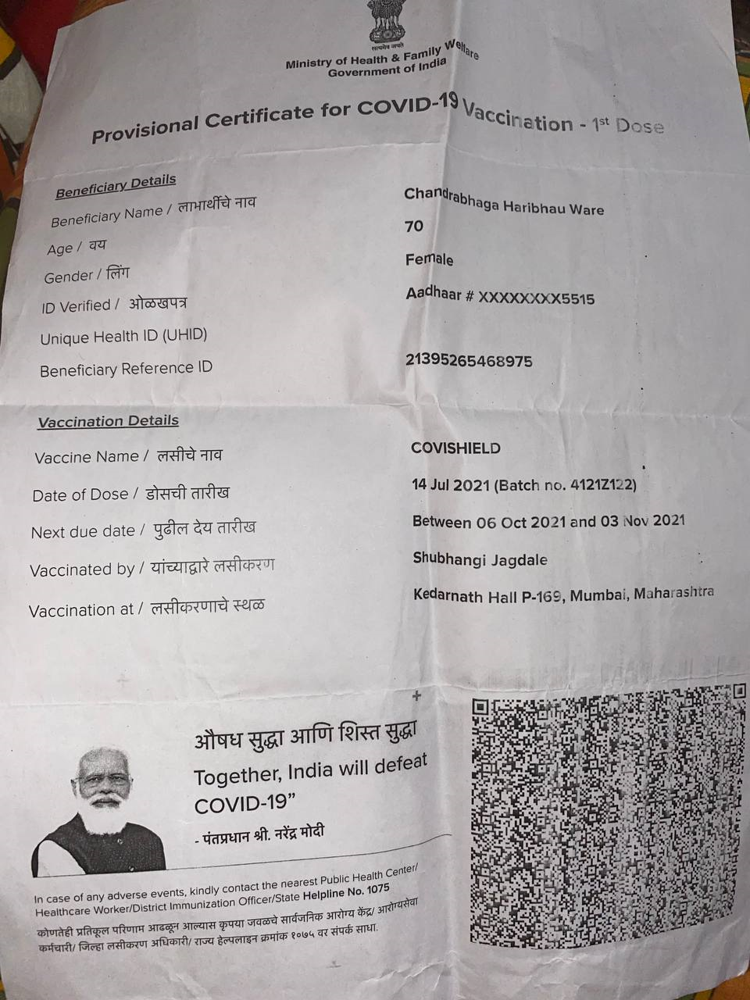 सत्यमेव जयते
Ministry of Health & Family Welfare
Government of India
Provisional Certificate for COVID-19 Vaccination - 1st Dose
Beneficiary Details
Beneficiary Name / लाभार्थीचे नाव Chandrabhaga Haribhau Ware
Age / वय 70
Gender / लिंग Female
ID Verified / ओळखपत्र Aadhaar # XXXXXXXX5515
Unique Health ID (UHID)
Beneficiary Reference ID 21395265468975
Vaccination Details
Vaccine Name / लसीचे नाव COVISHIELD
Date of Dose / डोसची तारीख 14 Jul 2021 (Batch no. 4121Z122)
Next due date / पुढील देय तारीख Between 06 Oct 2021 and 03 Nov 2021
Vaccinated by / यांच्याद्वारे लसीकरण Shubhangi Jagdale
Vaccination at / लसीकरणाचे स्थळ Kedarnath Hall P-169, Mumbai, Maharashtra
औषध सुद्धा आणि शिस्त सुद्धा
Together, India will defeat
COVID-19”
- पंतप्रधान श्री. नरेंद्र मोदी
In case of any adverse events, kindly contact the nearest Public Health Center/
Healthcare Worker/District Immunization Officer/State Helpline No. 1075
कोणतेही प्रतिकूल परिणाम आढळून आल्यास कृपया जवळचे सार्वजनिक आरोग्य केंद्र/ आरोग्यसेवा
कर्मचारी/ जिल्हा लसीकरण अधिकारी/ राज्य हेल्पलाइन क्रमांक १०७५ वर संपर्क साधा.